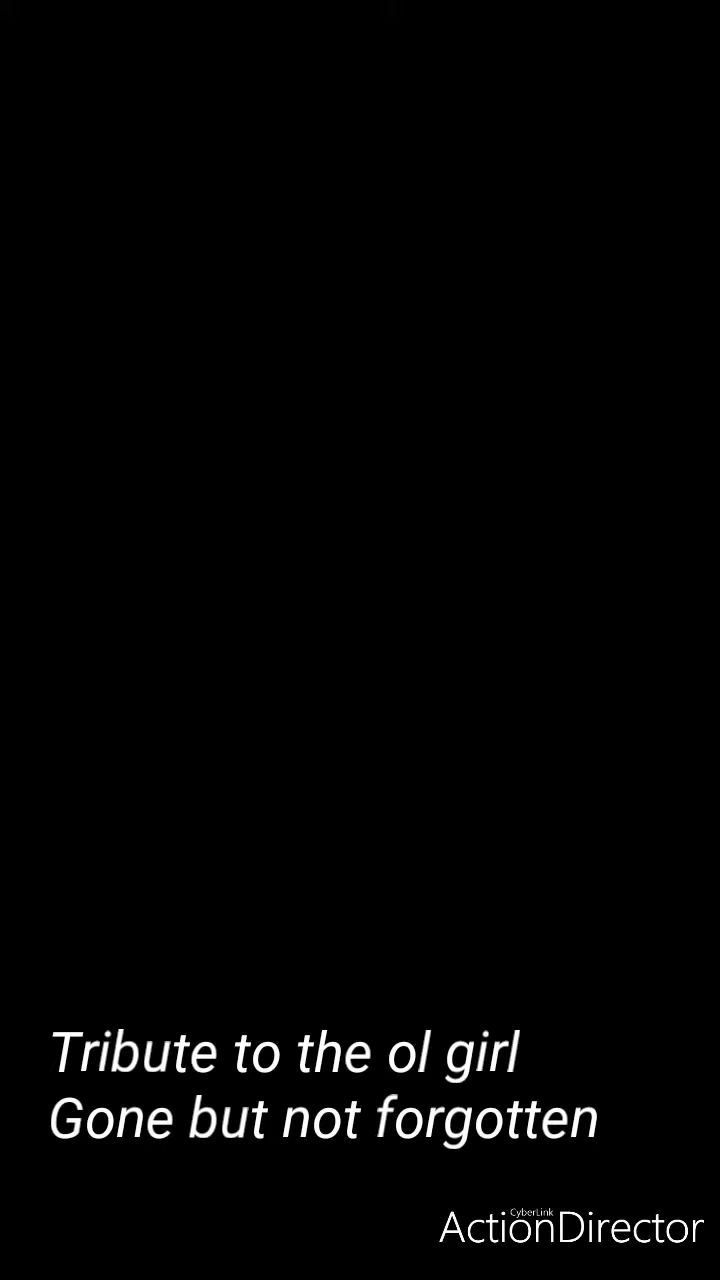 Tribute to the ol girl
Gone but not forgotten
CyberLink
ActionDirector